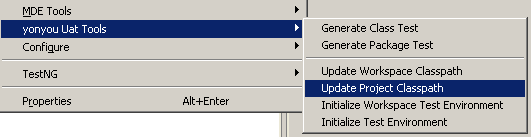 MDE Tools
yonyou Uat Tools
Configure
TestNG
Properties Alt+Enter
Generate Class Test
Generate Package Test
Update Workspace Classpath
Update Project Classpath
Initialize Workspace Test Environment
Initialize Test Environment